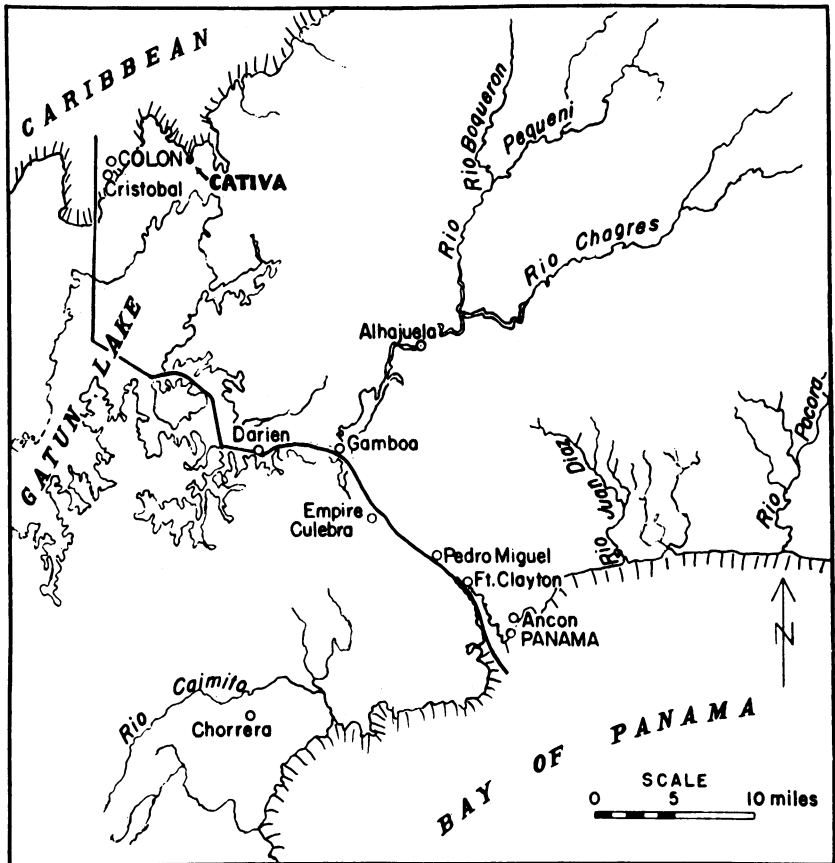 CARIBBEAN
COLON
Cristobal
CATIVA
Rio Boqueron
Rio Pequeni
Rio Chagres
Alhajuela
GATUN LAKE
Darien
Gamboa
Empire
Culebra
Pedro Miguel
Ft. Clayton
Ancon
PANAMA
Rio Juan Diaz
Rio Pacora
N
Rio Caimito
Chorrera
BAY OF PANAMA
SCALE
0 5 10 miles